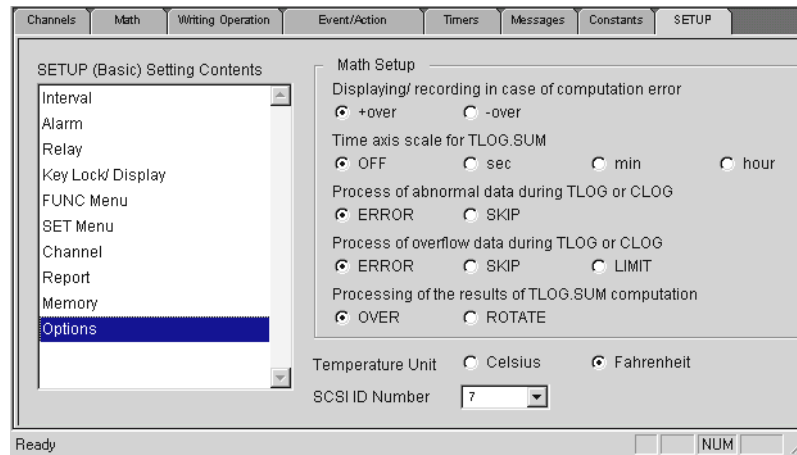 Channels Math Writing Operation Event/Action Timers Messages Constants SETUP
SETUP (Basic) Setting Contents
Interval
Alarm
Relay
Key Lock/ Display
FUNC Menu
SET Menu
Channel
Report
Memory
Options
Math Setup
Displaying/ recording in case of computation error
+over -over
Time axis scale for TLOG.SUM
OFF sec min hour
Process of abnormal data during TLOG or CLOG
ERROR SKIP
Process of overflow data during TLOG or CLOG
ERROR SKIP LIMIT
Processing of the results of TLOG.SUM computation
OVER ROTATE
Temperature Unit Celsius Fahrenheit
SCSI ID Number 7
Ready NUM